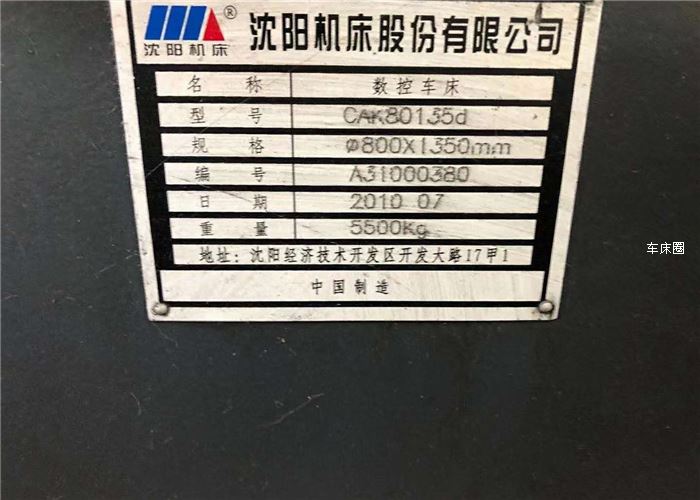 沈阳机床® 沈阳机床股份有限公司
名 称 数控车床
型 号 CAK80135d
规 格 Φ800X1350mm
编 号 A31000380
日 期 2010 07
重 量 5500Kg
地址:沈阳经济技术开发区开发大路17甲1
中国制造
车床圈